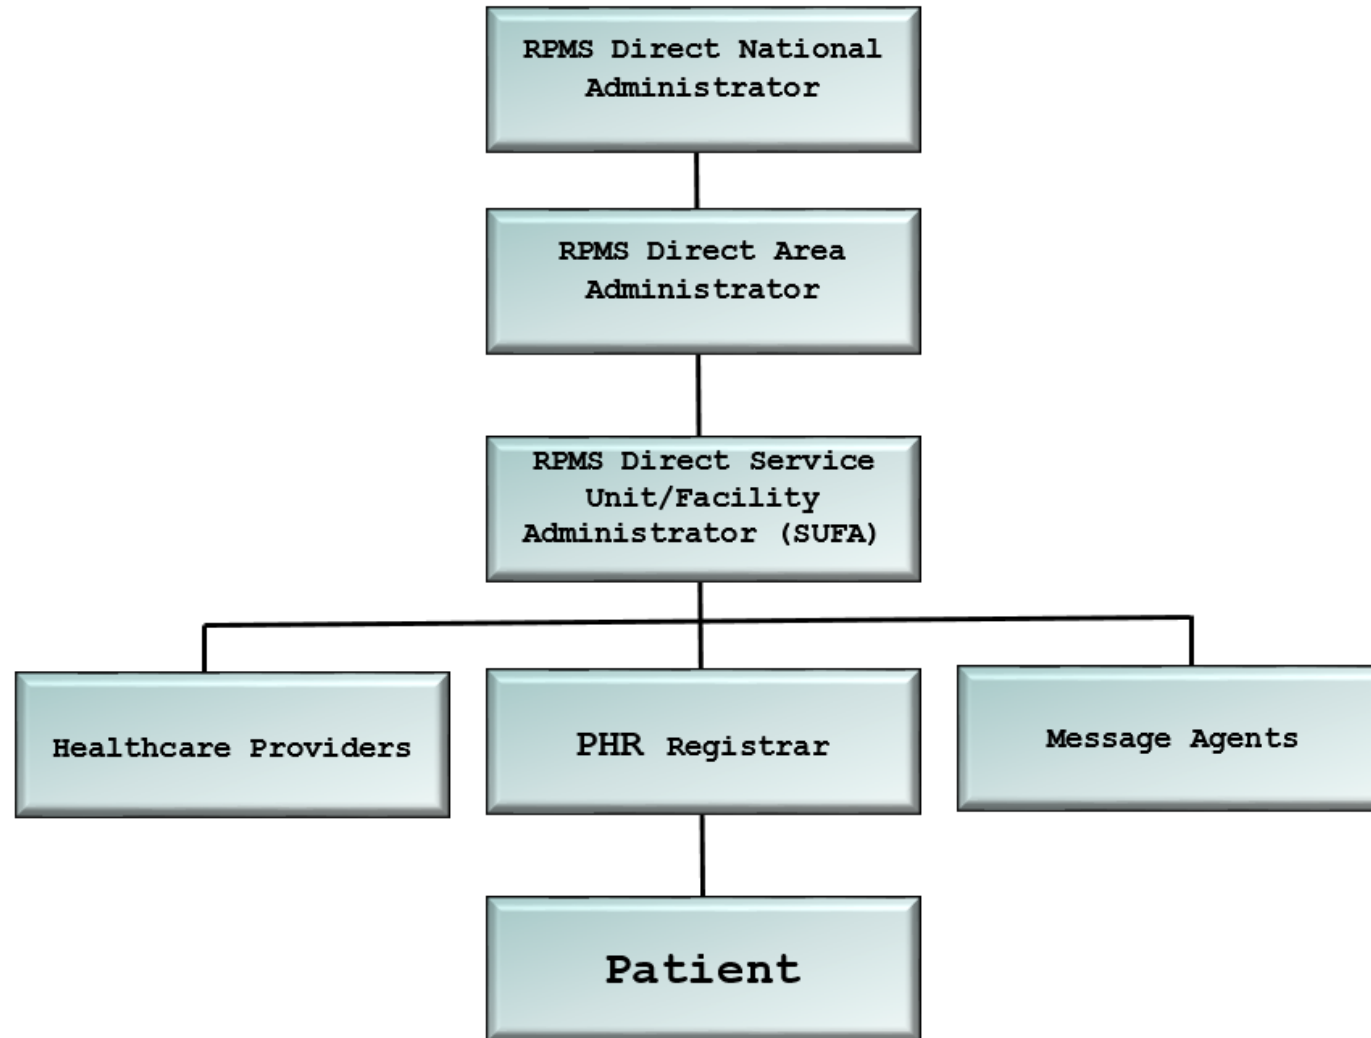 RPMS Direct National
Administrator
RPMS Direct Area
Administrator
RPMS Direct Service
Unit/Facility
Administrator (SUFA)
Healthcare Providers
PHR Registrar
Message Agents
Patient